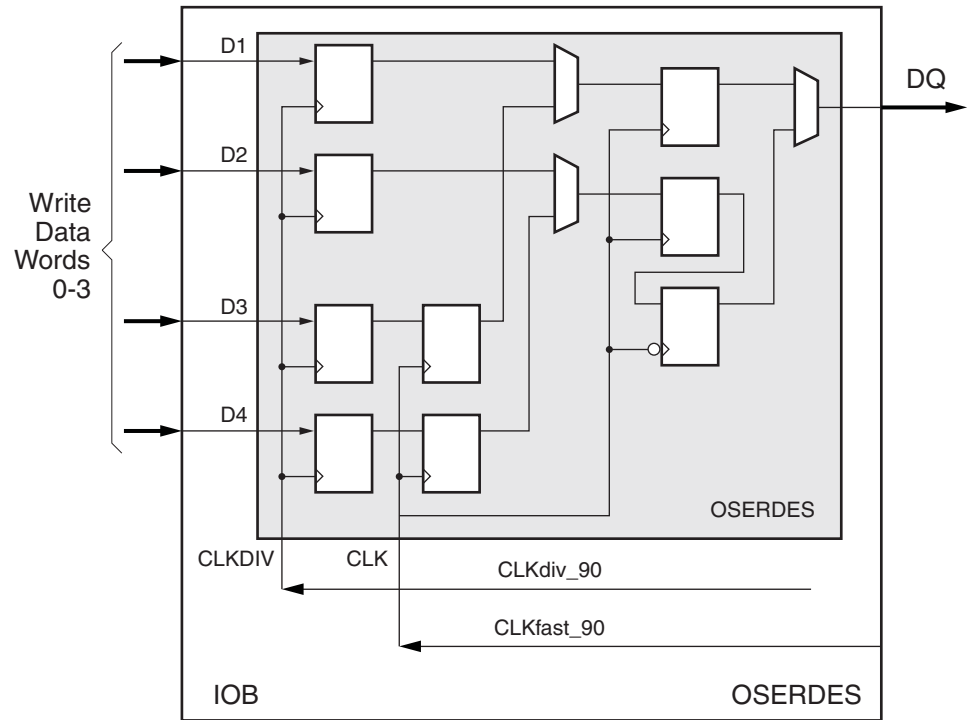 D1
DQ
D2
Write
Data
Words
0-3
D3
D4
OSERDES
CLKDIV
CLK
CLKdiv_90
CLKfast_90
IOB
OSERDES